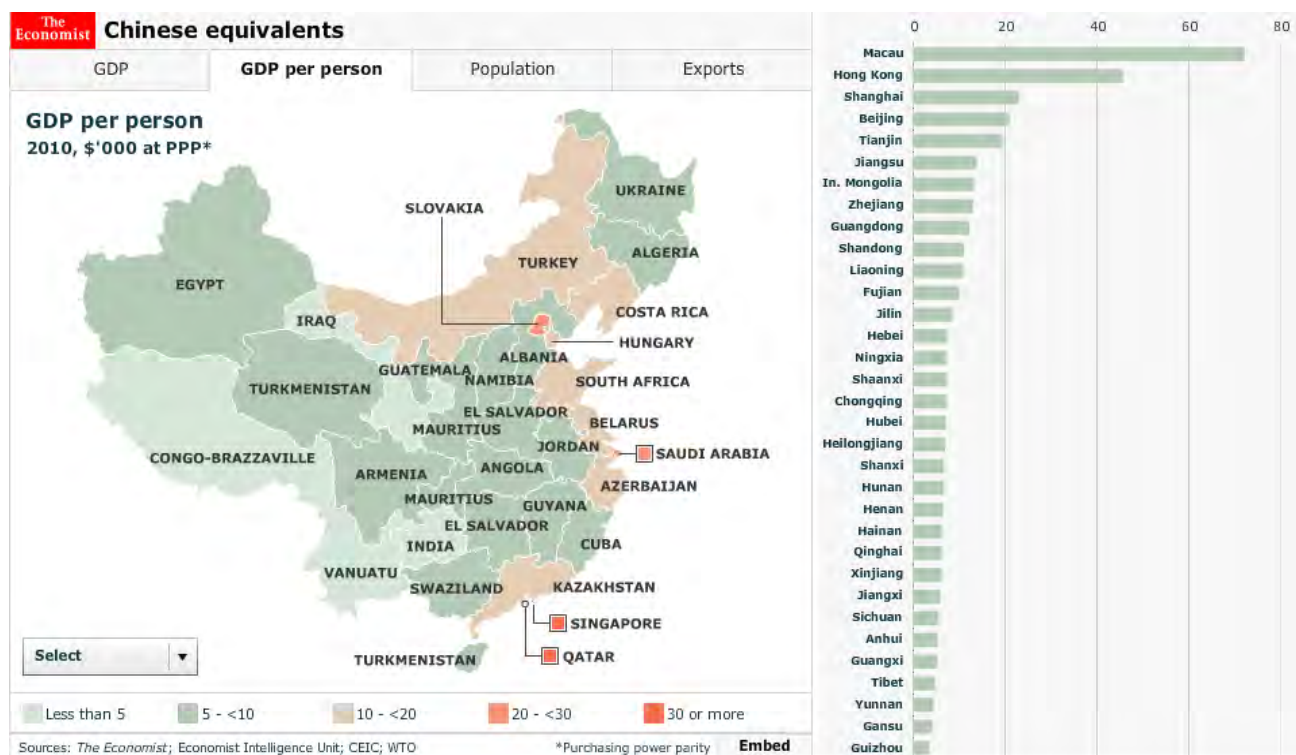 The
Economist
Chinese equivalents
GDP
GDP per person
Population
Exports
GDP per person
2010, $'000 at PPP*
UKRAINE
SLOVAKIA
ALGERIA
TURKEY
EGYPT
COSTA RICA
IRAQ
HUNGARY
ALBANIA
GUATEMALA
NAMIBIA
SOUTH AFRICA
TURKMENISTAN
EL SALVADOR
BELARUS
MAURITIUS
JORDAN
SAUDI ARABIA
CONGO-BRAZZAVILLE
ANGOLA
ARMENIA
AZERBAIJAN
MAURITIUS
GUYANA
EL SALVADOR
INDIA
CUBA
VANUATU
SWAZILAND
KAZAKHSTAN
SINGAPORE
QATAR
TURKMENISTAN
Select
Less than 5
5 - <10
10 - <20
20 - <30
30 or more
Sources: The Economist; Economist Intelligence Unit; CEIC; WTO
*Purchasing power parity
Embed
0 20 40 60 80
Macau
Hong Kong
Shanghai
Beijing
Tianjin
Jiangsu
In. Mongolia
Zhejiang
Guangdong
Shandong
Liaoning
Fujian
Jilin
Hebei
Ningxia
Shaanxi
Chongqing
Hubei
Heilongjiang
Shanxi
Hunan
Henan
Hainan
Qinghai
Xinjiang
Jiangxi
Sichuan
Anhui
Guangxi
Tibet
Yunnan
Gansu
Guizhou